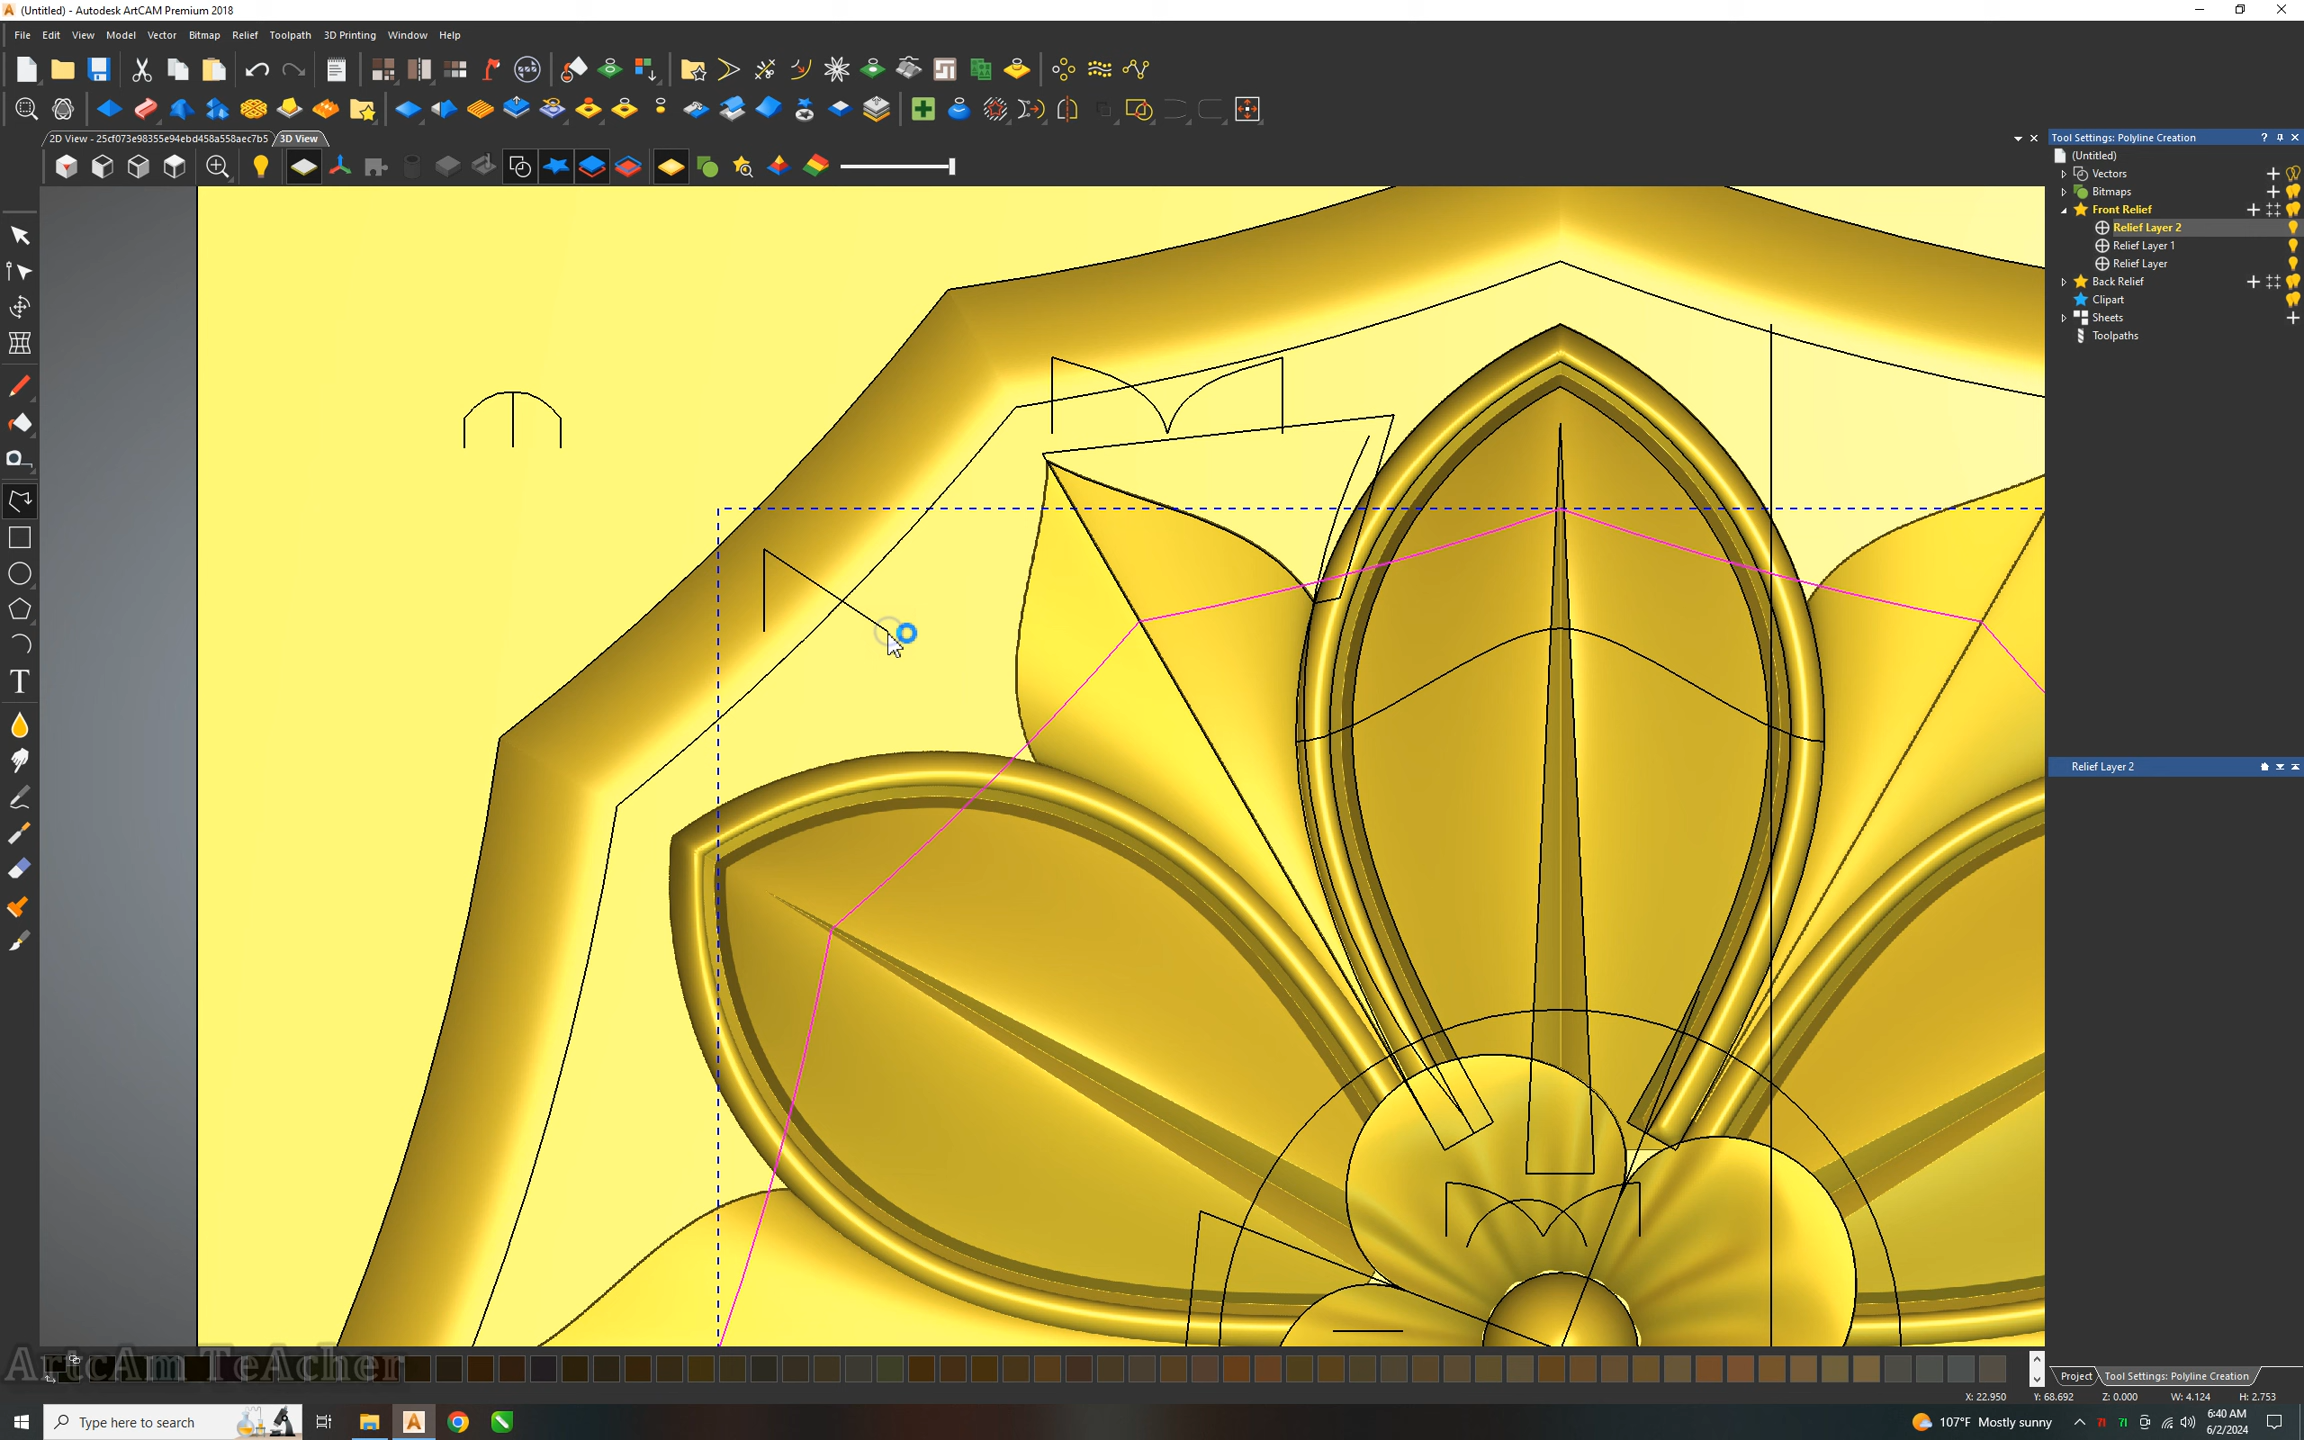 (Untitled) - Autodesk ArtCAM Premium 2018
File Edit View Model Vector Bitmap Relief Toolpath 3D Printing Window Help
2D View - 25cf073e98355e94ebd458a558aec7b5 3D View
Tool Settings: Polyline Creation
(Untitled)
Vectors
Bitmaps
Front Relief
Relief Layer 2
Relief Layer 1
Relief Layer
Back Relief
Clipart
Sheets
Toolpaths
Relief Layer 2
ArtcAm TeAcher
Project Tool Settings: Polyline Creation
X: 22.950 Y: 68.692 Z: 0.000 W: 4.124 H: 2.753
Type here to search
107°F Mostly sunny
6:40 AM
6/2/2024